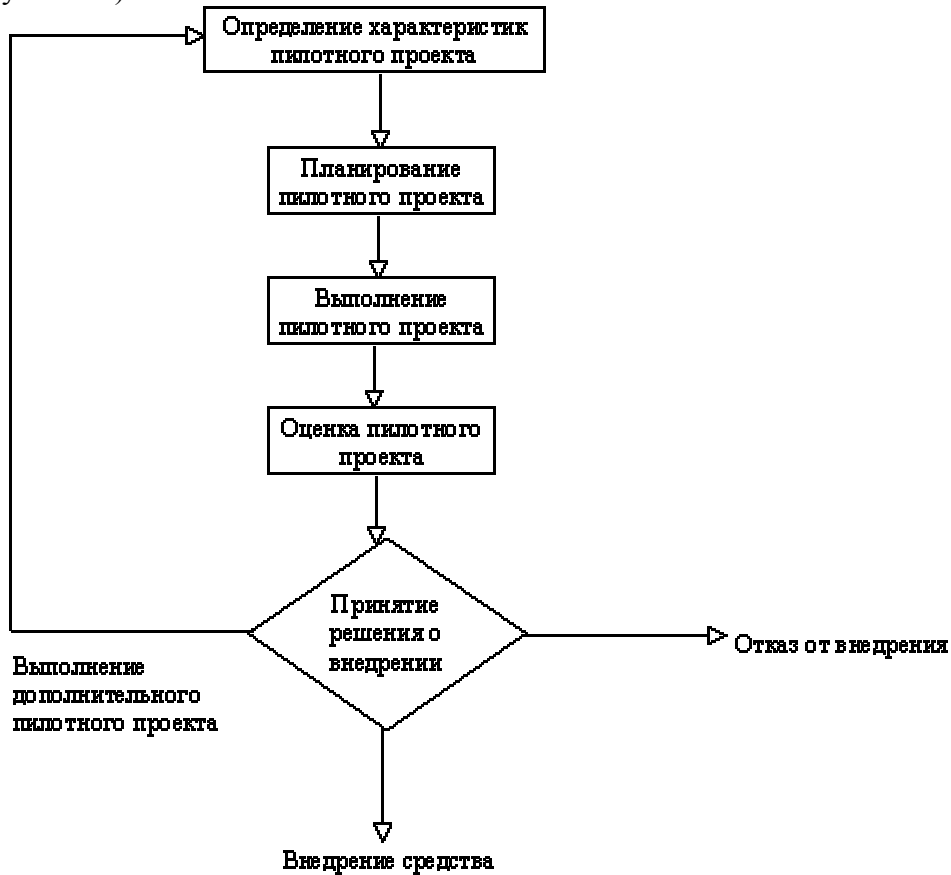 Определение характеристик
пилотного проекта
Планирование
пилотного проекта
Выполнение
пилотного проекта
Оценка пилотного
проекта
Принятие
решения о
внедрении
Отказ от внедрения
Выполнение
дополнительного
пилотного проекта
Внедрение средства